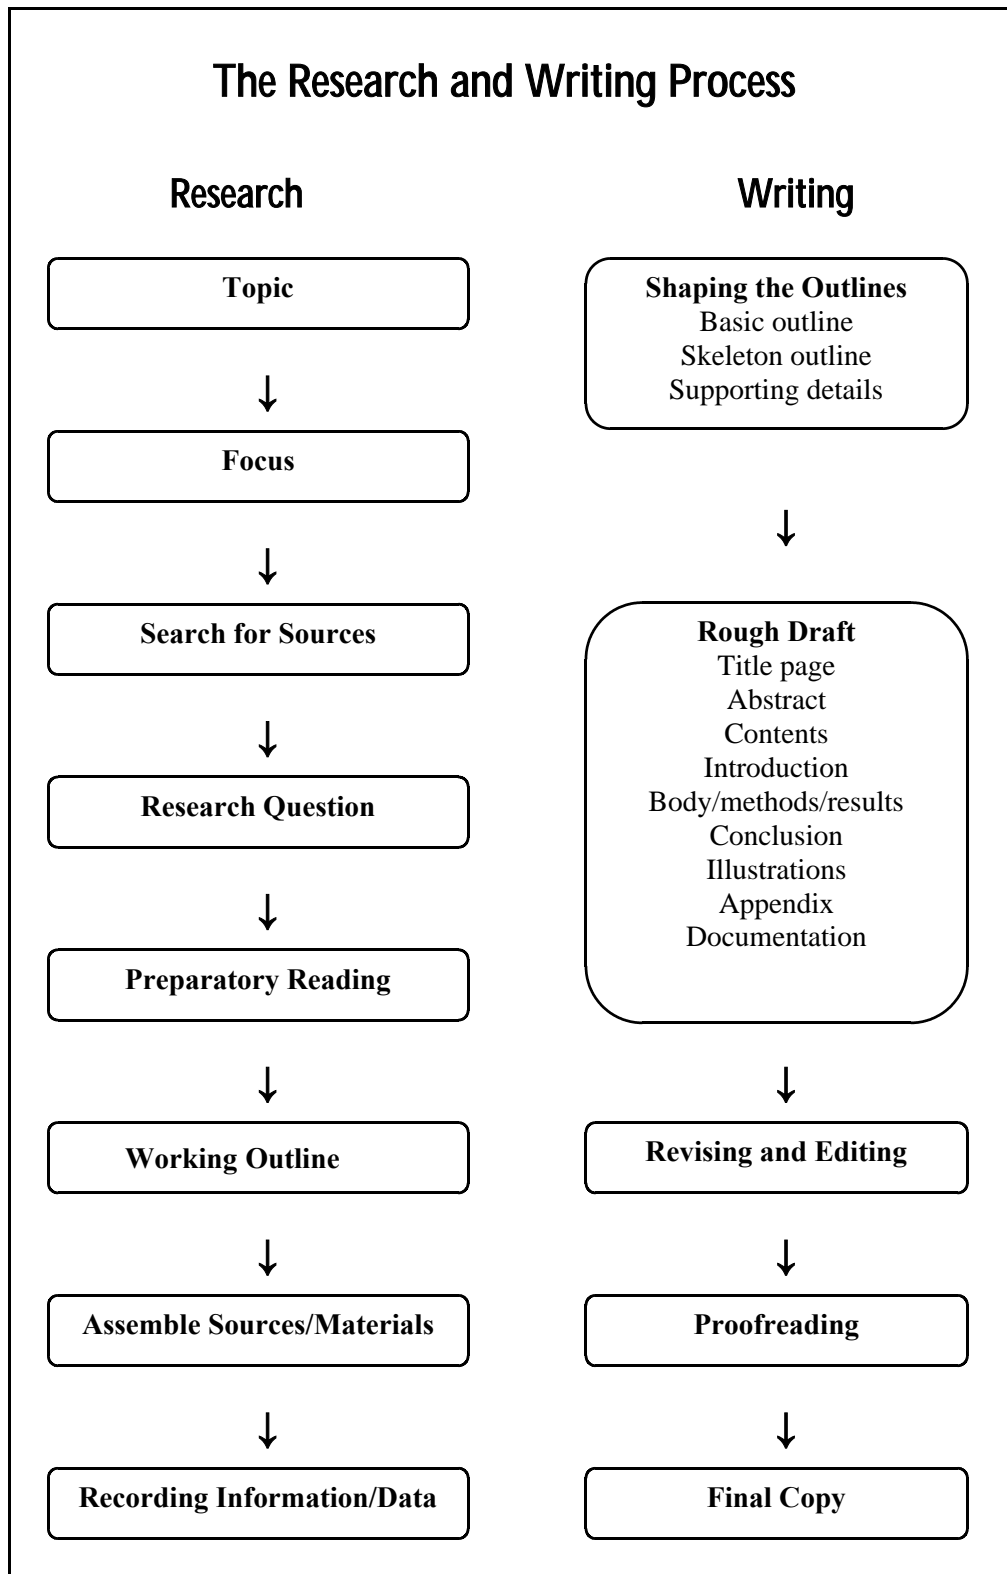 The Research and Writing Process
Research
Topic
↓
Focus
↓
Search for Sources
↓
Research Question
↓
Preparatory Reading
↓
Working Outline
↓
Assemble Sources/Materials
↓
Recording Information/Data
Writing
Shaping the Outlines
Basic outline
Skeleton outline
Supporting details
↓
Rough Draft
Title page
Abstract
Contents
Introduction
Body/methods/results
Conclusion
Illustrations
Appendix
Documentation
↓
Revising and Editing
↓
Proofreading
↓
Final Copy